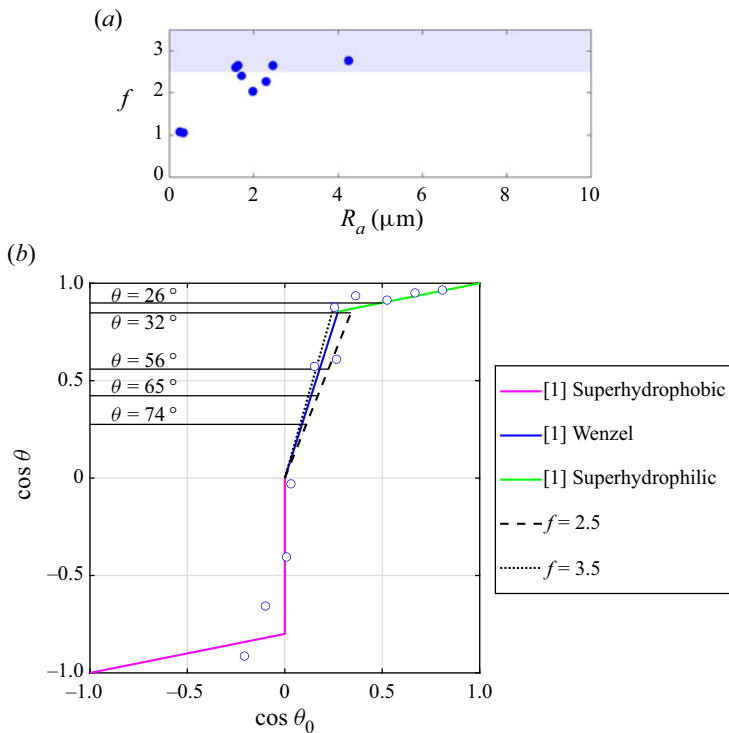 (a)
3
2
1
0
f
0 2 4 6 8 10
R_a (μm)
(b)
1.0
0.5
0
−0.5
−1.0
cos θ
θ = 26 °
θ = 32 °
θ = 56 °
θ = 65 °
θ = 74 °
−1.0 −0.5 0 0.5 1.0
cos θ_0
[1] Superhydrophobic
[1] Wenzel
[1] Superhydrophilic
f = 2.5
f = 3.5